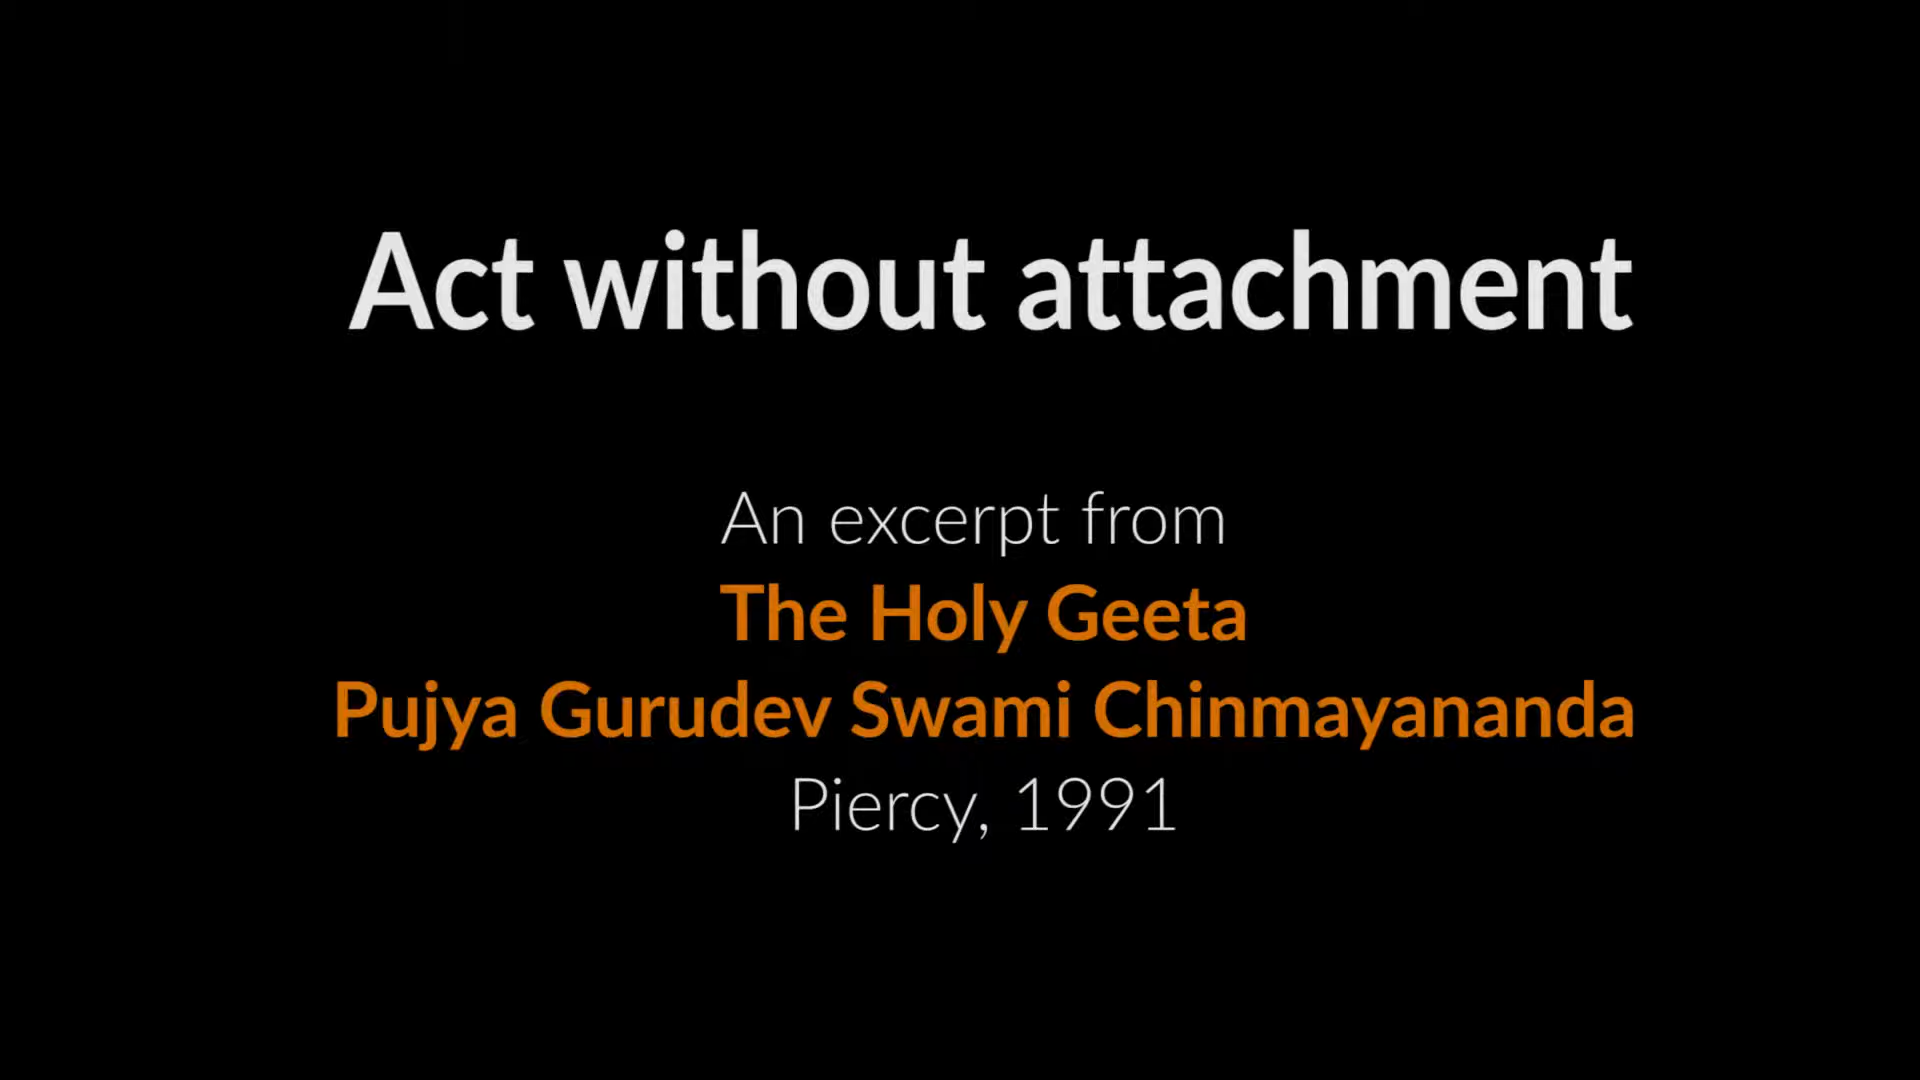 Act without attachment
An excerpt from
The Holy Geeta
Pujya Gurudev Swami Chinmayananda
Piercy, 1991